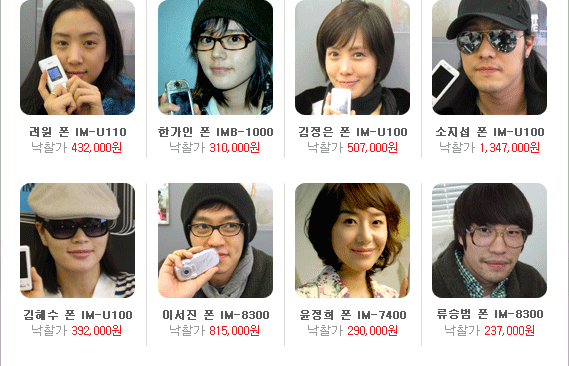 려원 폰 IM-U110
낙찰가 432,000원
한가인 폰 IMB-1000
낙찰가 310,000원
김정은 폰 IM-U100
낙찰가 507,000원
소지섭 폰 IM-U100
낙찰가 1,347,000원
김혜수 폰 IM-U100
낙찰가 392,000원
이서진 폰 IM-8300
낙찰가 815,000원
윤정희 폰 IM-7400
낙찰가 290,000원
류승범 폰 IM-8300
낙찰가 237,000원